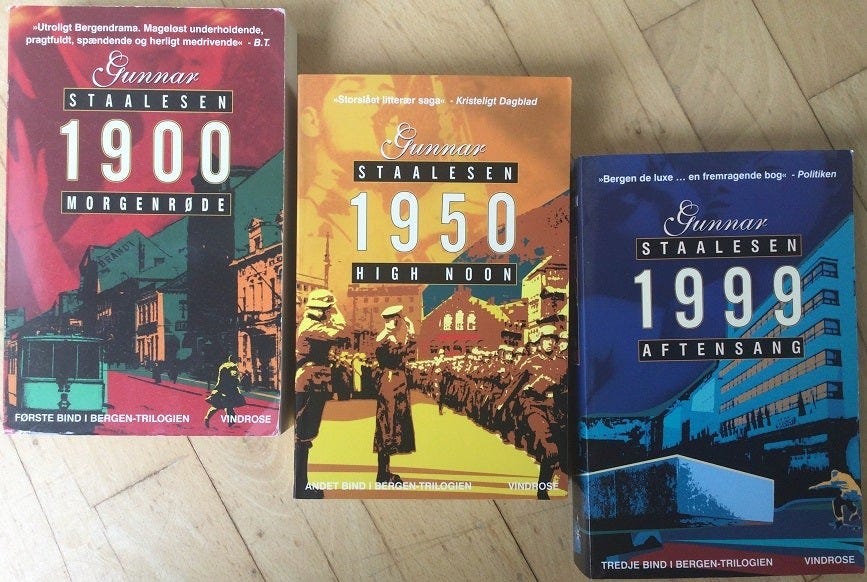 »Utroligt Bergendrama. Mageløst underholdende,
pragtfuldt, spændende og herligt medrivende« - B.T.
Gunnar
STAALESEN
1900
MORGENRØDE
BRANDT
FØRSTE BIND I BERGEN-TRILOGIEN VINDROSE
»Storslået litterær saga« - Kristeligt Dagblad
Gunnar
STAALESEN
1950
HIGH NOON
ANDET BIND I BERGEN-TRILOGIEN VINDROSE
»Bergen de luxe ... en fremragende bog« - Politiken
Gunnar
STAALESEN
1999
AFTENSANG
TREDJE BIND I BERGEN-TRILOGIEN VINDROSE